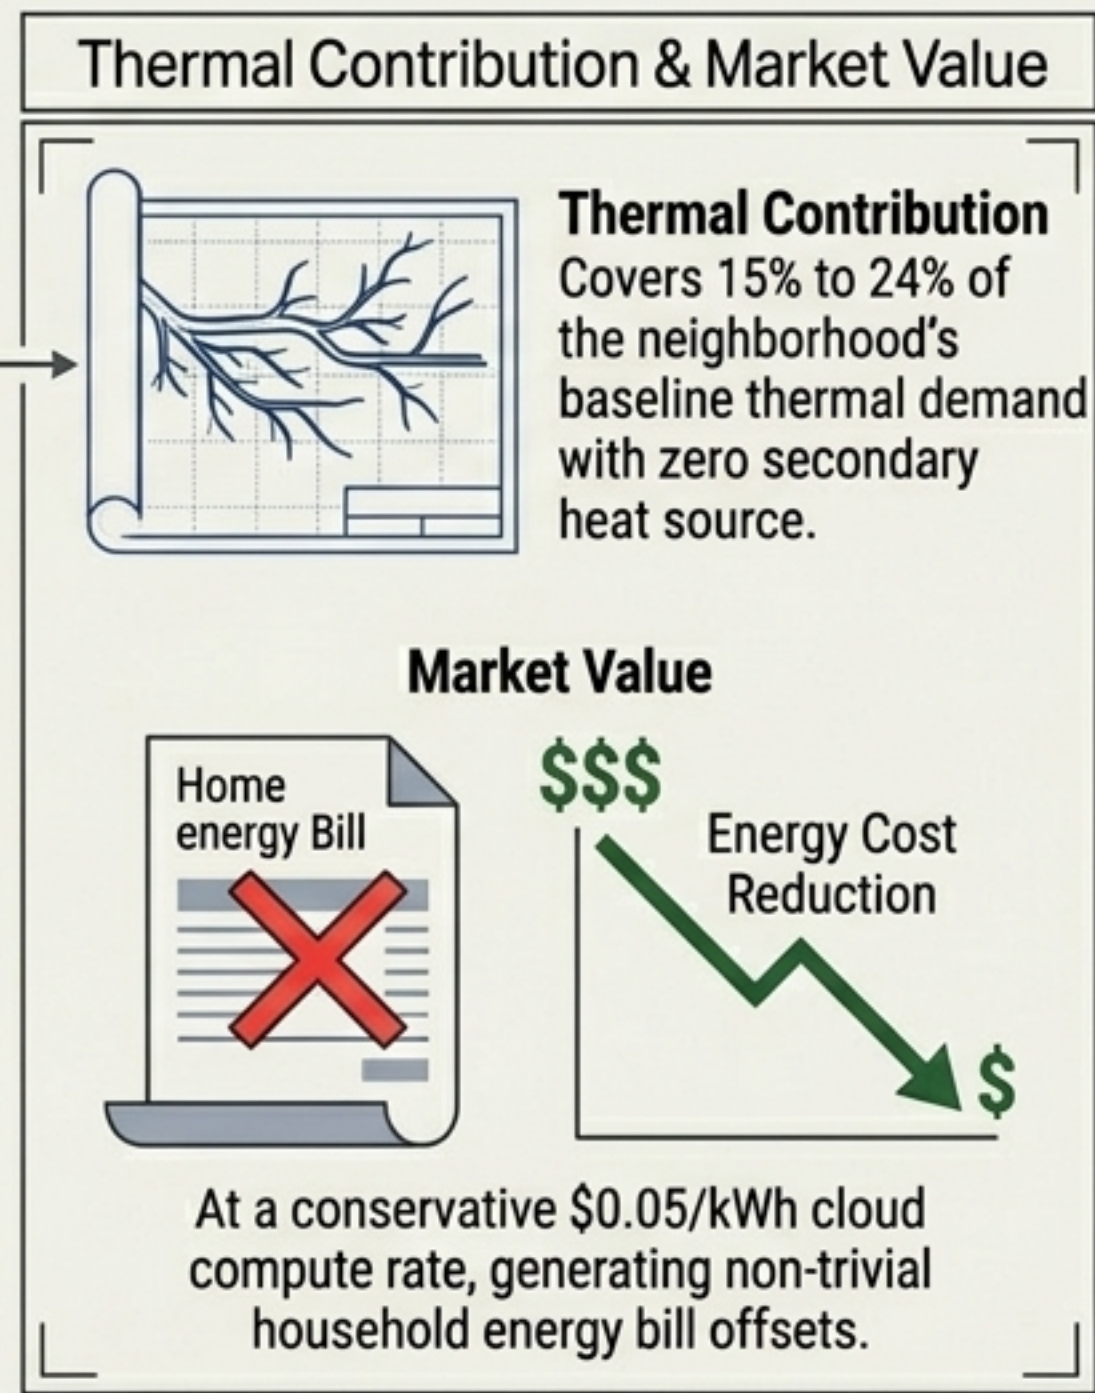 Thermal Contribution & Market Value
Thermal Contribution
Covers 15% to 24% of
the neighborhood's
baseline thermal demand
with zero secondary
heat source.
Market Value
Home
energy Bill
$$$
Energy Cost
Reduction
$
At a conservative $0.05/kWh cloud
compute rate, generating non-trivial
household energy bill offsets.